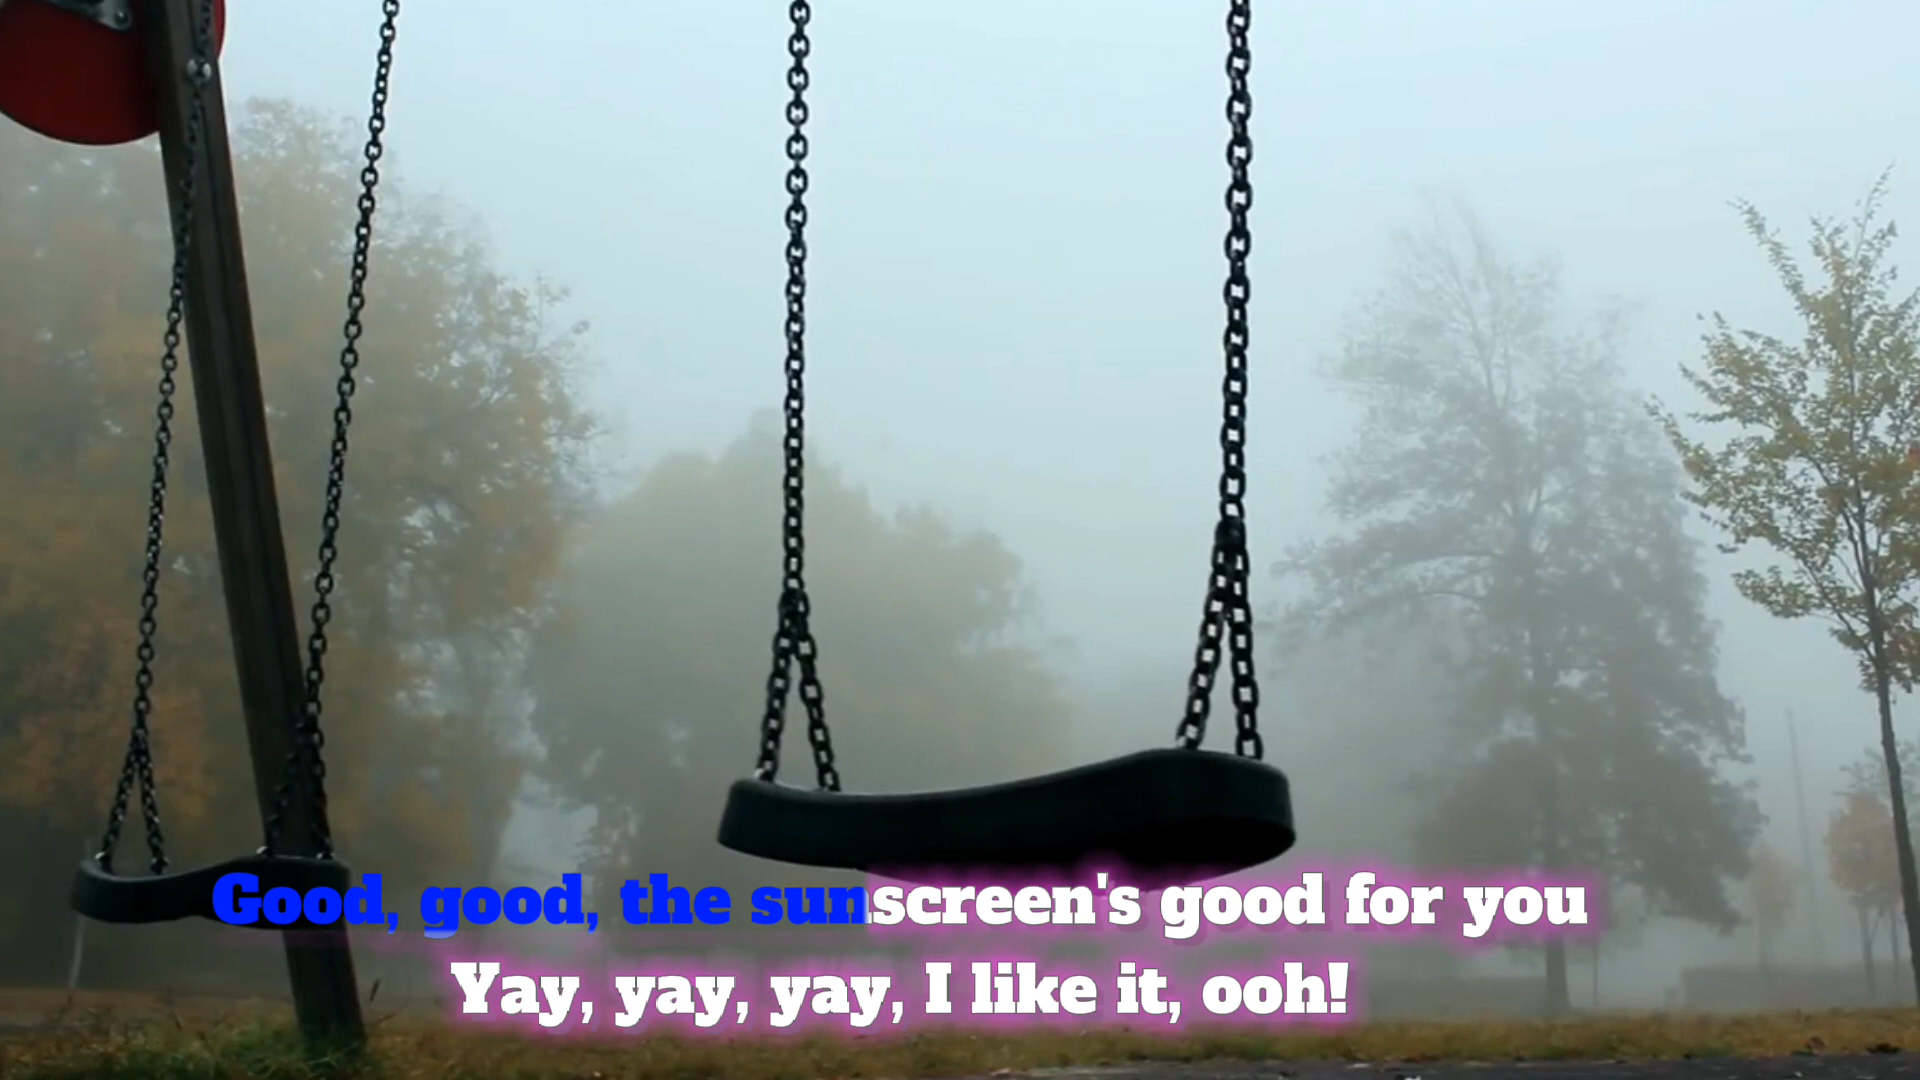 Good, good, the sunscreen's good for you
Yay, yay, yay, I like it, ooh!